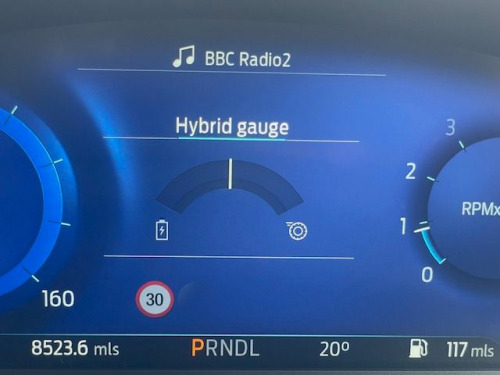 BBC Radio2
Hybrid gauge
3
2
RPMx
1
0
160
30
8523.6 mls
PRNDL
20º
117 mls